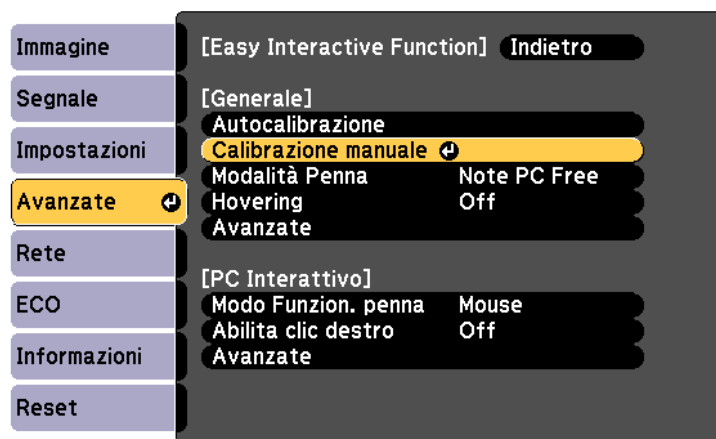 Immagine
Segnale
Impostazioni
Avanzate
Rete
ECO
Informazioni
Reset
[Easy Interactive Function] Indietro
[Generale]
Autocalibrazione
Calibrazione manuale
Modalità Penna Note PC Free
Hovering Off
Avanzate
[PC Interattivo]
Modo Funzion. penna Mouse
Abilita clic destro Off
Avanzate